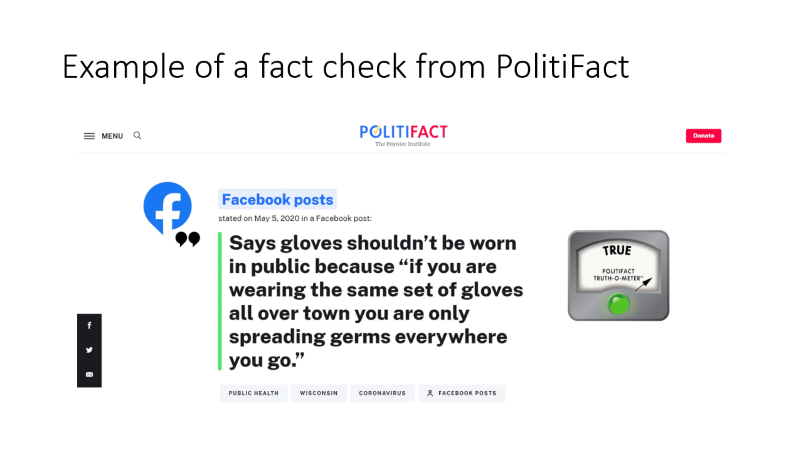 Example of a fact check from PolitiFact
MENU
POLITIFACT
The Poynter Institute
Donate
Facebook posts
stated on May 5, 2020 in a Facebook post:
Says gloves shouldn’t be worn
in public because “if you are
wearing the same set of gloves
all over town you are only
spreading germs everywhere
you go.”
TRUE
POLITIFACT
TRUTH-O-METER™
PUBLIC HEALTH
WISCONSIN
CORONAVIRUS
FACEBOOK POSTS